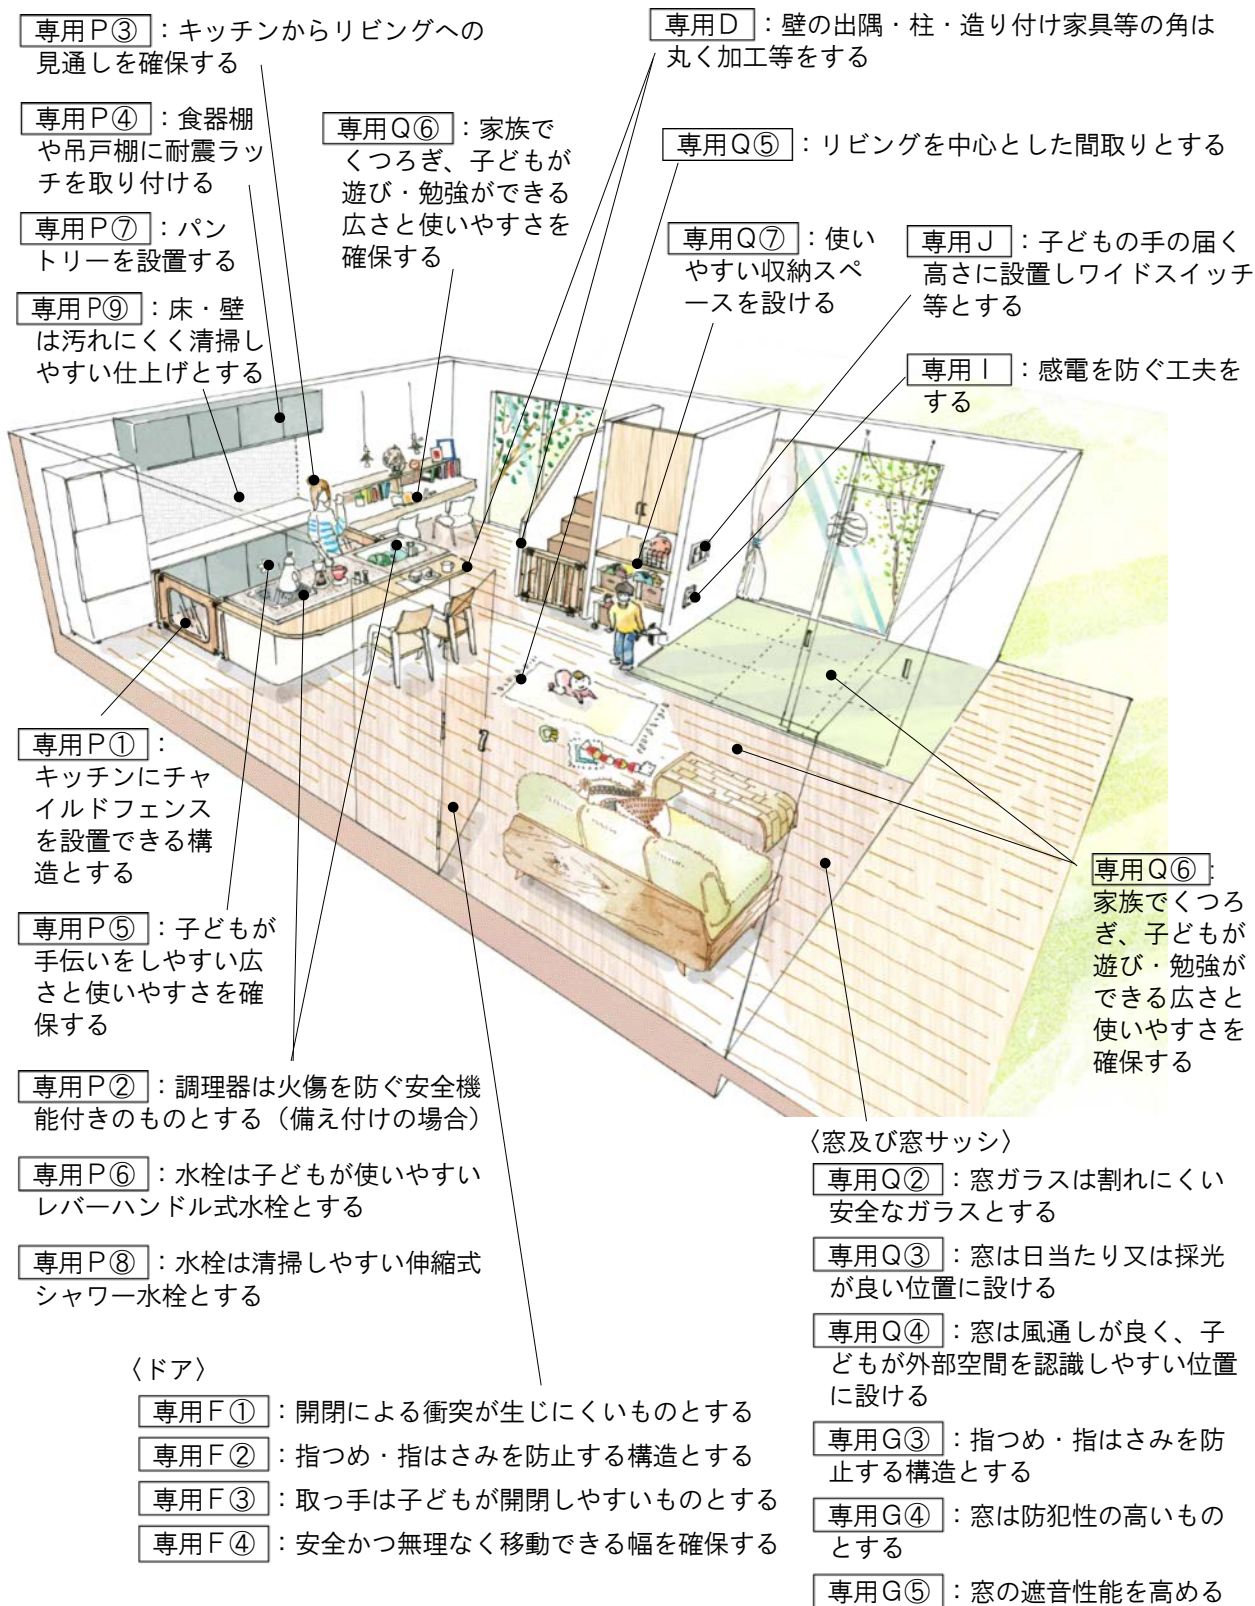 専用P③：キッチンからリビングへの
見通しを確保する
専用P④：食器棚
や吊戸棚に耐震ラッ
チを取り付ける
専用P⑦：パン
トリーを設置する
専用P⑨：床・壁
は汚れにくく清掃し
やすい仕上げとする
専用Q⑥：家族で
くつろぎ、子どもが
遊び・勉強ができる
広さと使いやすさを
確保する
専用D：壁の出隅・柱・造り付け家具等の角は
丸く加工等をする
専用Q⑤：リビングを中心とした間取りとする
専用Q⑦：使い
やすい収納スペ
ースを設ける
専用J：子どもの手の届く
高さに設置しワイドスイッチ
等とする
専用I：感電を防ぐ工夫を
する
専用P①：
キッチンにチャ
イルドフェンス
を設置できる構
造とする
専用P⑤：子どもが
手伝いをしやすい広
さと使いやすさを確
保する
専用P②：調理器は火傷を防ぐ安全機
能付きのものとする（備え付けの場合）
専用P⑥：水栓は子どもが使いやすい
レバーハンドル式水栓とする
専用P⑧：水栓は清掃しやすい伸縮式
シャワー水栓とする
〈ドア〉
専用F①：開閉による衝突が生じにくいものとする
専用F②：指つめ・指はさみを防止する構造とする
専用F③：取っ手は子どもが開閉しやすいものとする
専用F④：安全かつ無理なく移動できる幅を確保する
専用Q⑥：
家族でくつろ
ぎ、子どもが
遊び・勉強が
できる広さと
使いやすさを
確保する
〈窓及び窓サッシ〉
専用Q②：窓ガラスは割れにくい
安全なガラスとする
専用Q③：窓は日当たり又は採光
が良い位置に設ける
専用Q④：窓は風通しが良く、子
どもが外部空間を認識しやすい位置
に設ける
専用G③：指つめ・指はさみを防
止する構造とする
専用G④：窓は防犯性の高いもの
とする
専用G⑤：窓の遮音性能を高める